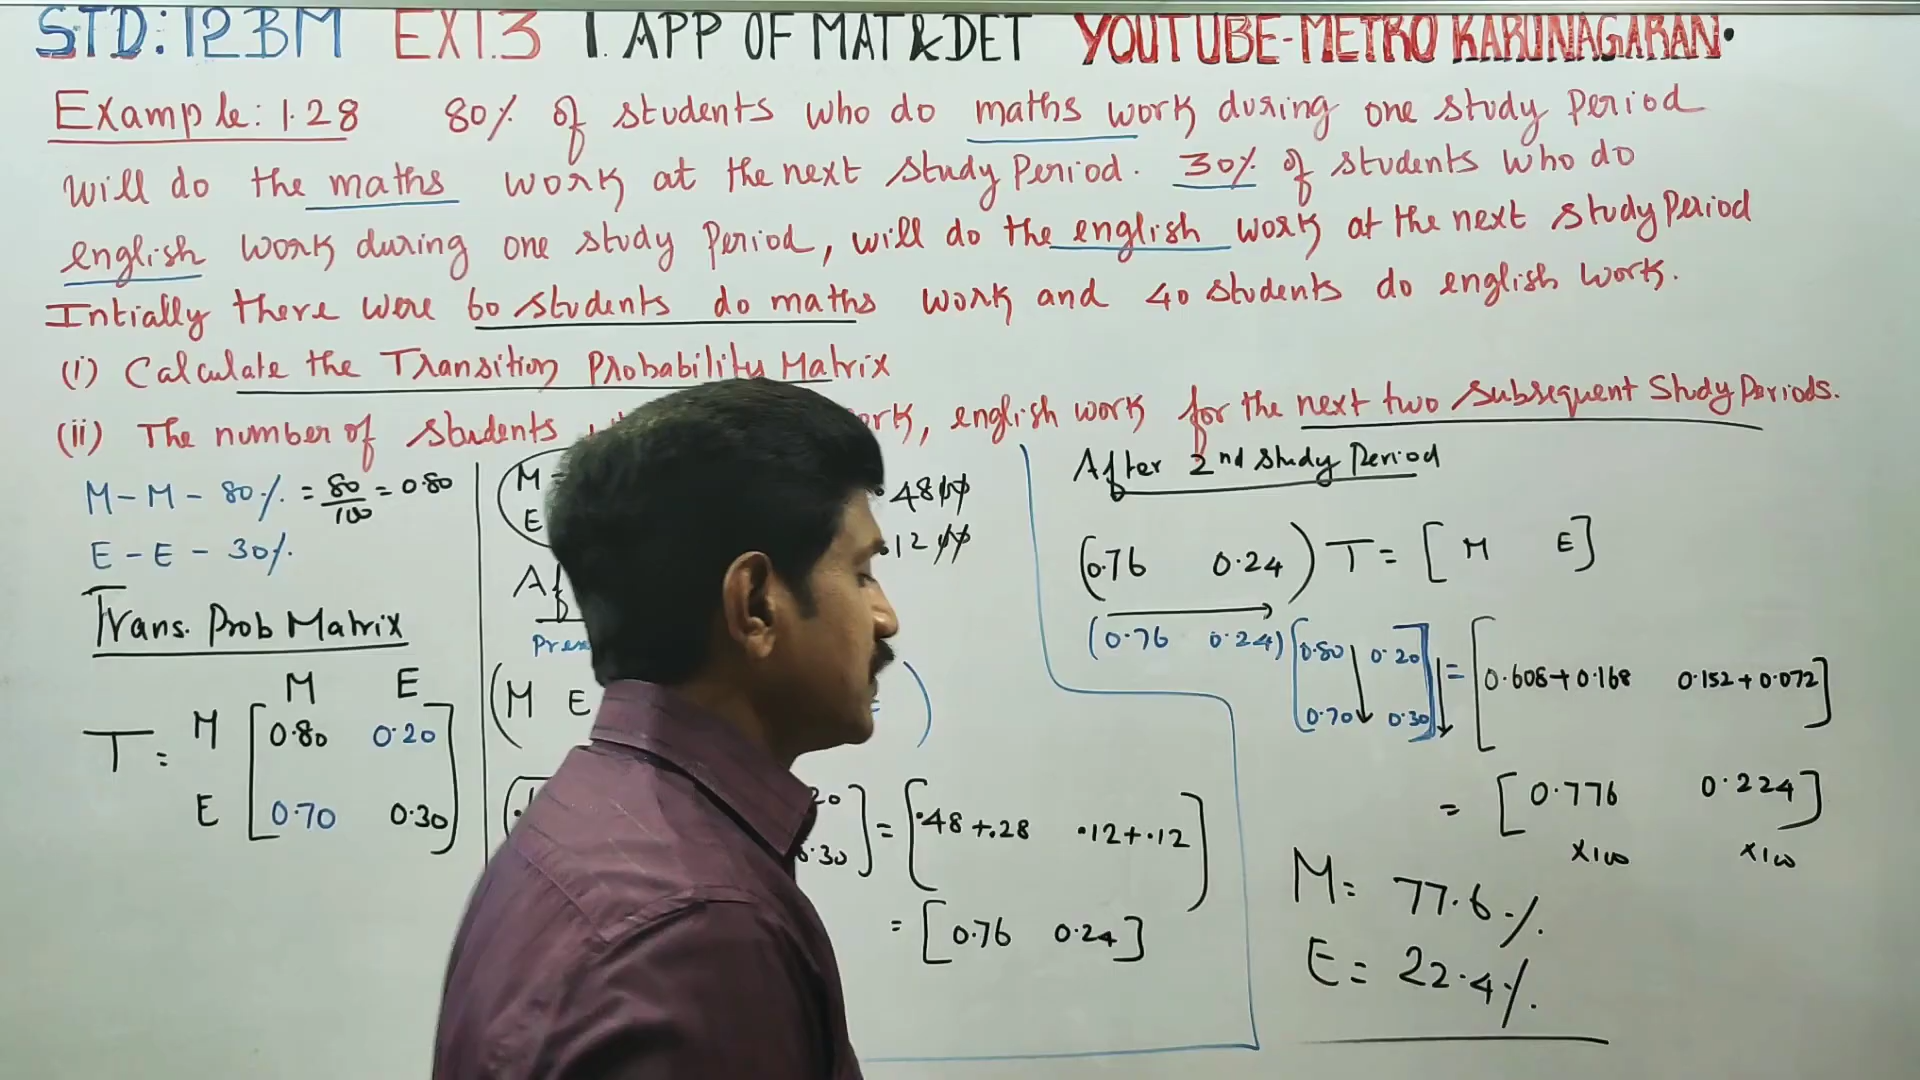 STD: 12BM EX1.3 1. APP OF MAT & DET YOUTUBE-METRO KARUNAGARAN.
Example: 1.28 80% of students who do maths work during one study Period
will do the maths work at the next study Period. 30% of students who do
english work during one study Period, will do the english work at the next study Period
Intially there were 60 students do maths work and 40 students do english work.
(i) Calculate the Transition Probability Matrix
(ii) The number of students
english work for the next two subsequent Study Periods.
M - M - 80% = 80/100 = 0.80
E - E - 30%
Trans. Prob Matrix
M E
T = M [0.80 0.20
E 0.70 0.30]
M
E
.48
.12
(M E
.48+.28 .12+.12
0.30
= [0.76 0.24]
After 2nd Study Period
(0.76 0.24) T = [M E]
(0.76 0.24) [0.80 0.20
0.70 0.30] = [0.608+0.168 0.152+0.072]
= [0.776 0.224]
×100 ×100
M = 77.6%
E = 22.4%